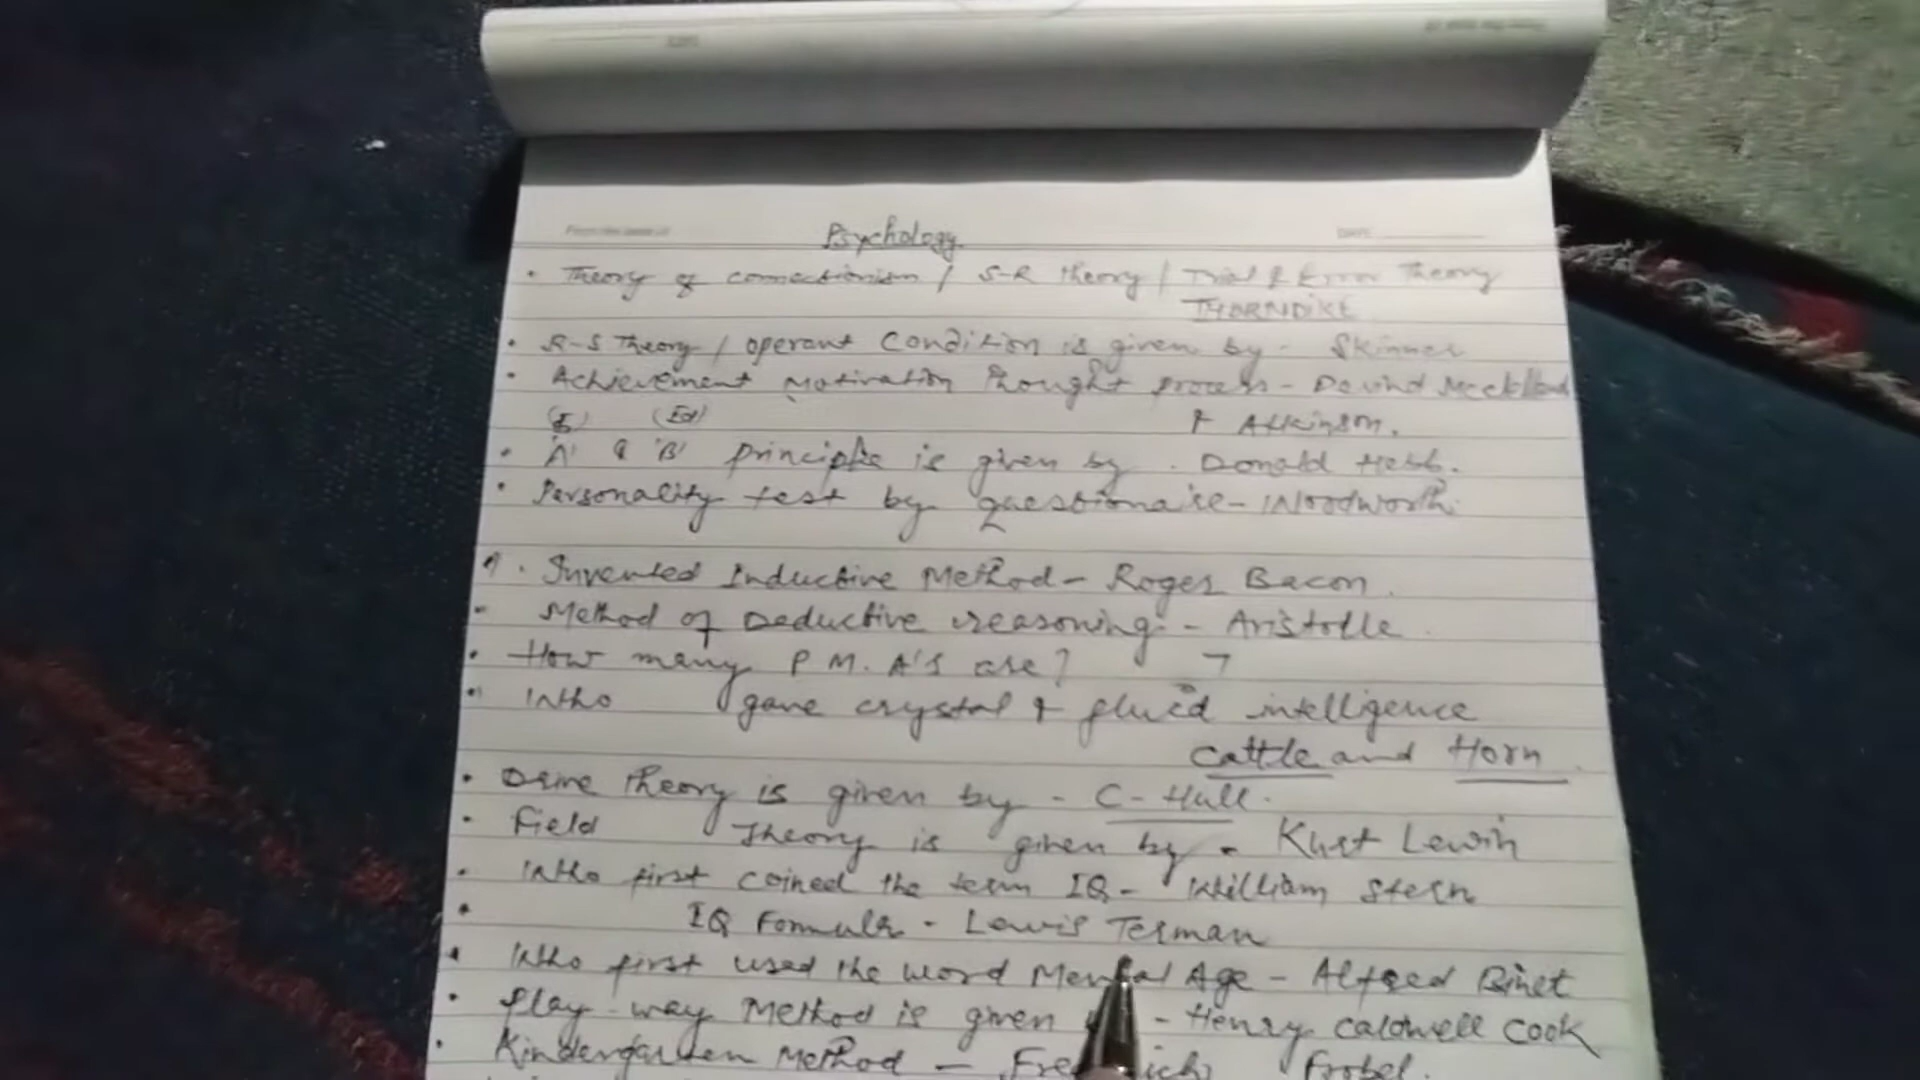 Psychology
DATE
• Theory of connectionism / S-R theory / Trial & Error Theory
THORNDIKE
• R-S Theory / operant Condition is given by - Skinner
• Achievement Motivation thought process - David McClelland
& Atkinson.
'A' & 'B' principle is given by - Donald Hebb.
• Personality test by questionaire - Woodworth
• Invented Inductive Method - Roger Bacon.
• Method of Deductive reasoning - Aristotle
• How many P.M.A's are? 7
• Who gave crystal & flued intelligence
Cattle and Horn
• Drive theory is given by - C-Hull.
• Field Theory is given by - Kurt Lewin
• Who first coined the term IQ - William Stern
• IQ Formula - Lewis Terman
• Who first used the word Mental Age - Alfred Binet
• Play-way Method is given - Henry Caldwell Cook
• Kindergarten Method - Frobel.